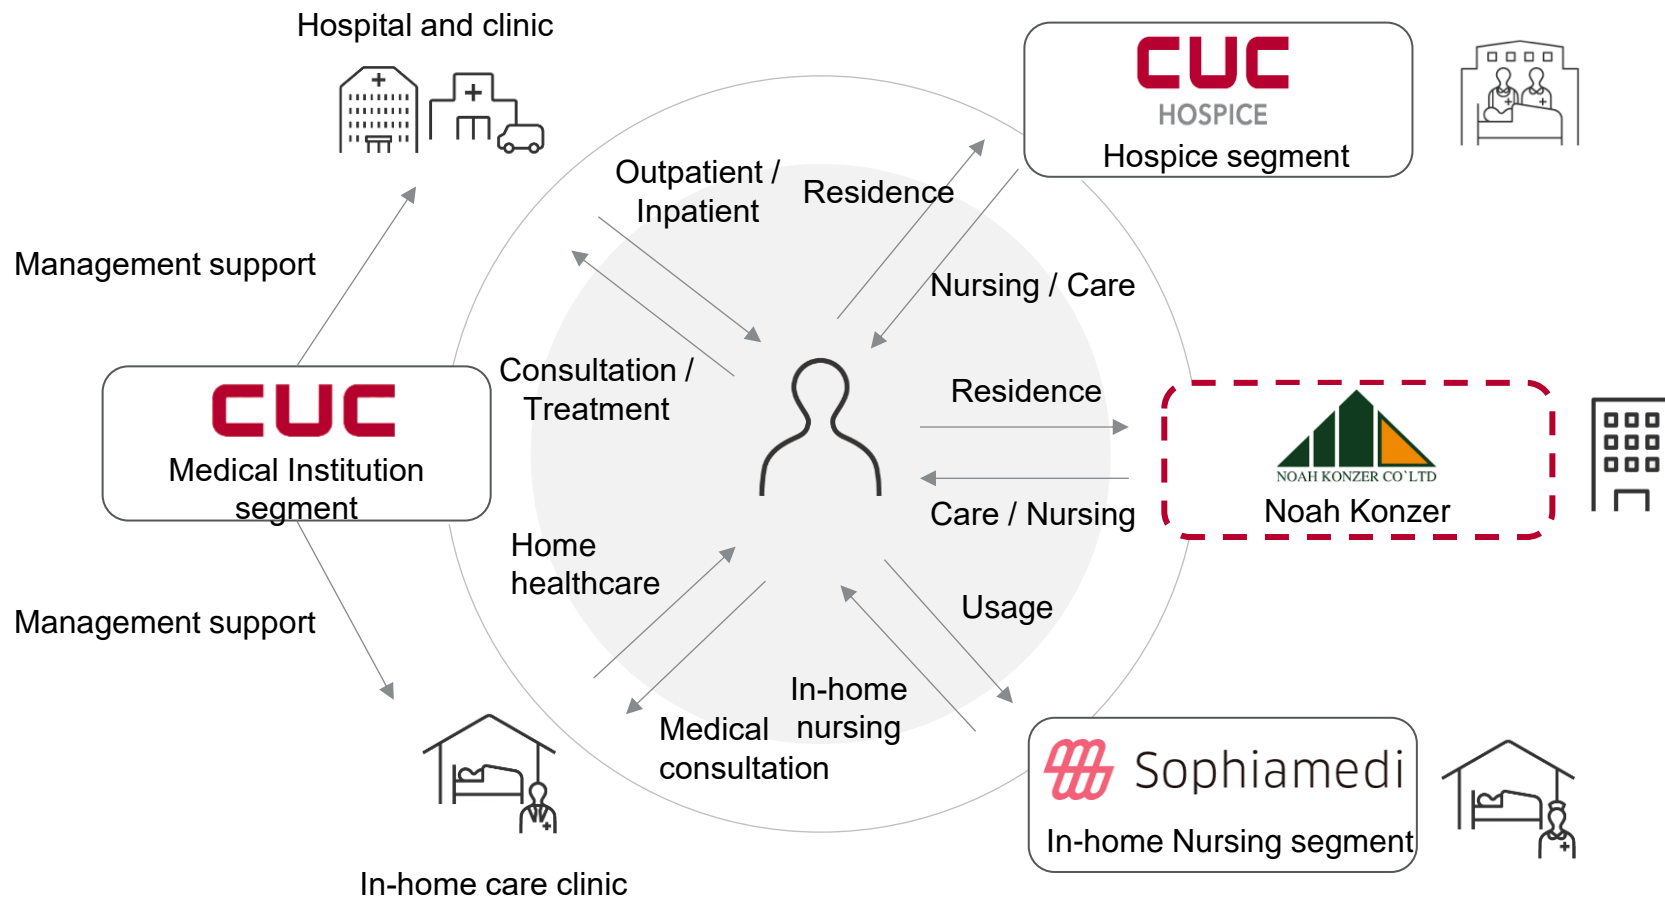 Hospital and clinic
CUC
HOSPICE
Hospice segment
Outpatient /
Inpatient
Residence
Management support
Nursing / Care
CUC
Medical Institution
segment
Consultation /
Treatment
Residence
NOAH KONZER CO`LTD
Noah Konzer
Care / Nursing
Home
healthcare
Usage
Management support
In-home
nursing
Medical
consultation
Sophiamedi
In-home Nursing segment
In-home care clinic